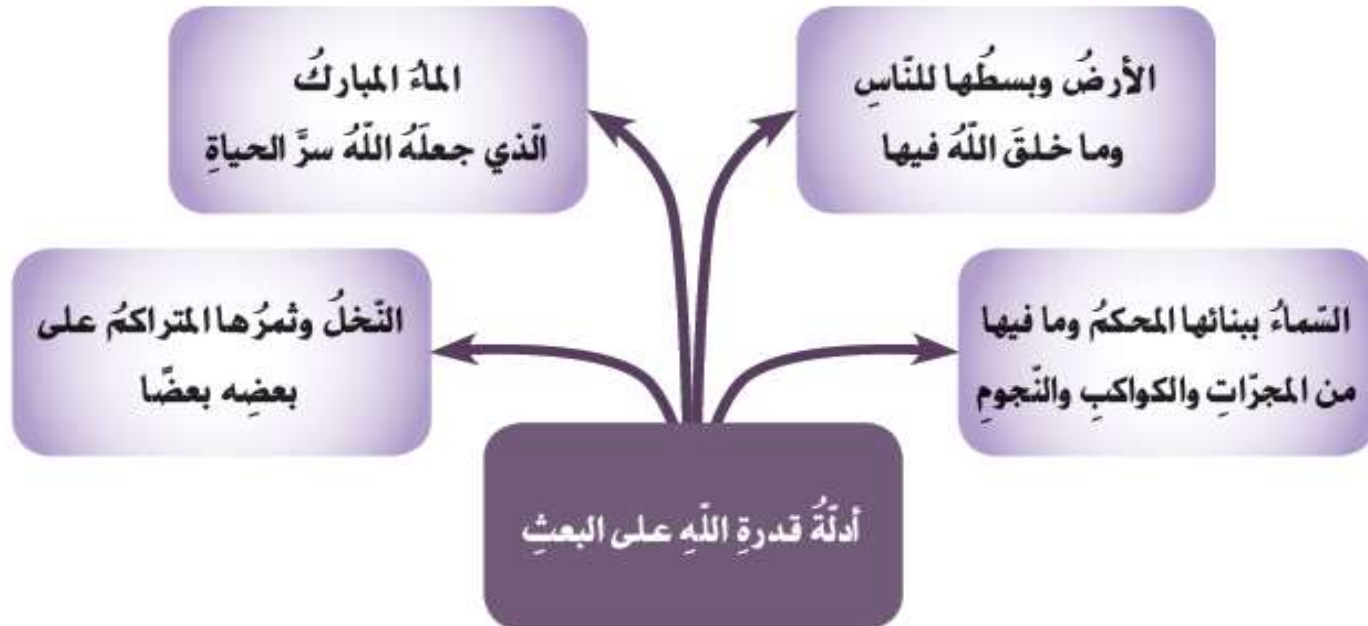 الأرضُ وبسطُها للنّاسِ
وما خلقَ اللّهُ فيها
الماءُ المباركُ
الّذي جعلَهُ اللّهُ سرَّ الحياةِ
السّماءُ ببنائها المحكمُ وما فيها
من المجرّاتِ والكواكبِ والنّجومِ
النّخلُ وثمرُها المتراكمُ على
بعضِه بعضًا
أدلّةُ قدرةِ اللّهِ على البعثِ